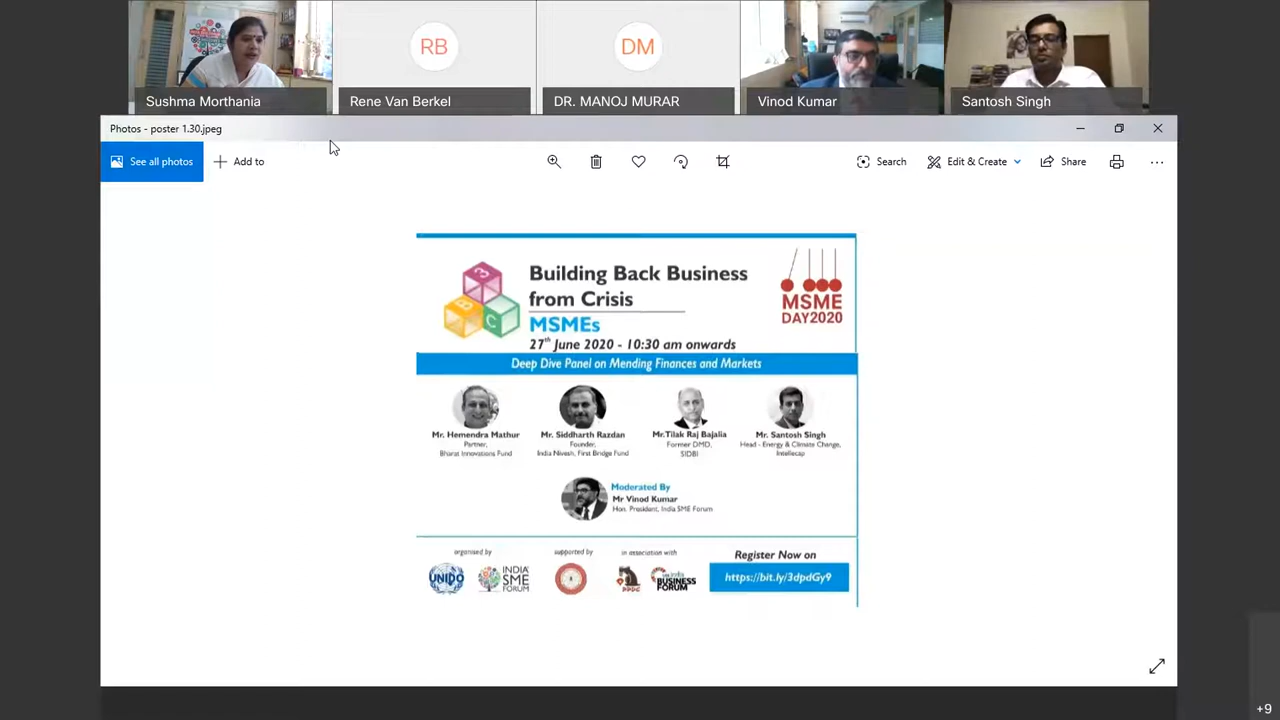 RB
DM
Sushma Morthania
Rene Van Berkel
DR. MANOJ MURAR
Vinod Kumar
Santosh Singh
Photos - poster 1.30.jpeg
See all photos
Add to
Search
Edit & Create
Share
3
B
C
Building Back Business
from Crisis
MSMEs
27th June 2020 - 10:30 am onwards
MSME
DAY2020
Deep Dive Panel on Mending Finances and Markets
Mr. Hemendra Mathur
Partner,
Bharat Innovations Fund
Mr. Siddharth Razdan
Founder,
India Nivesh, First Bridge Fund
Mr.Tilak Raj Bajalia
Former DMD,
SIDBI
Mr. Santosh Singh
Head - Energy & Climate Change,
Intellecap
Moderated By
Mr Vinod Kumar
Hon. President, India SME Forum
organised by
supported by
in association with
Register Now on
UNIDO
INDIA
SME
FORUM
PPDC
BUSINESS
FORUM
https://bit.ly/3dpdGy9
+9